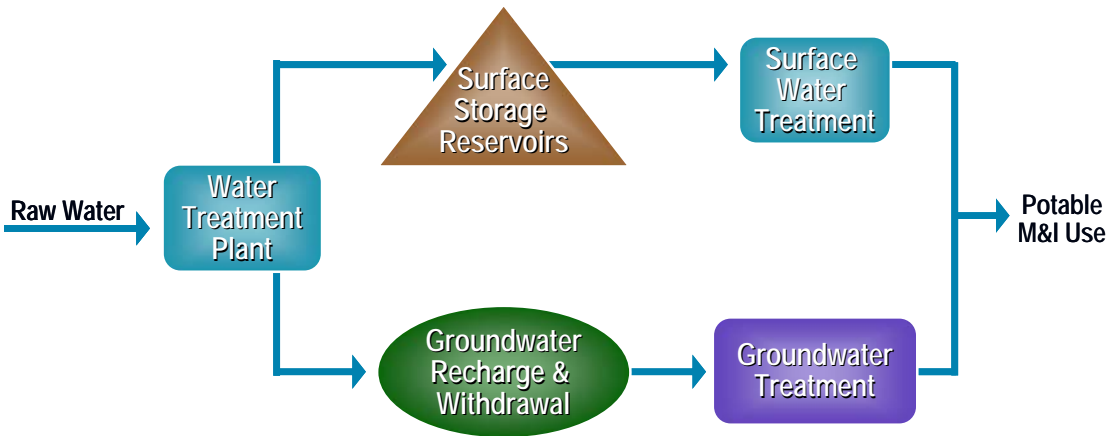 Surface
Storage
Reservoirs
Surface
Water
Treatment
Raw Water
Water
Treatment
Plant
Potable
M&I Use
Groundwater
Recharge &
Withdrawal
Groundwater
Treatment